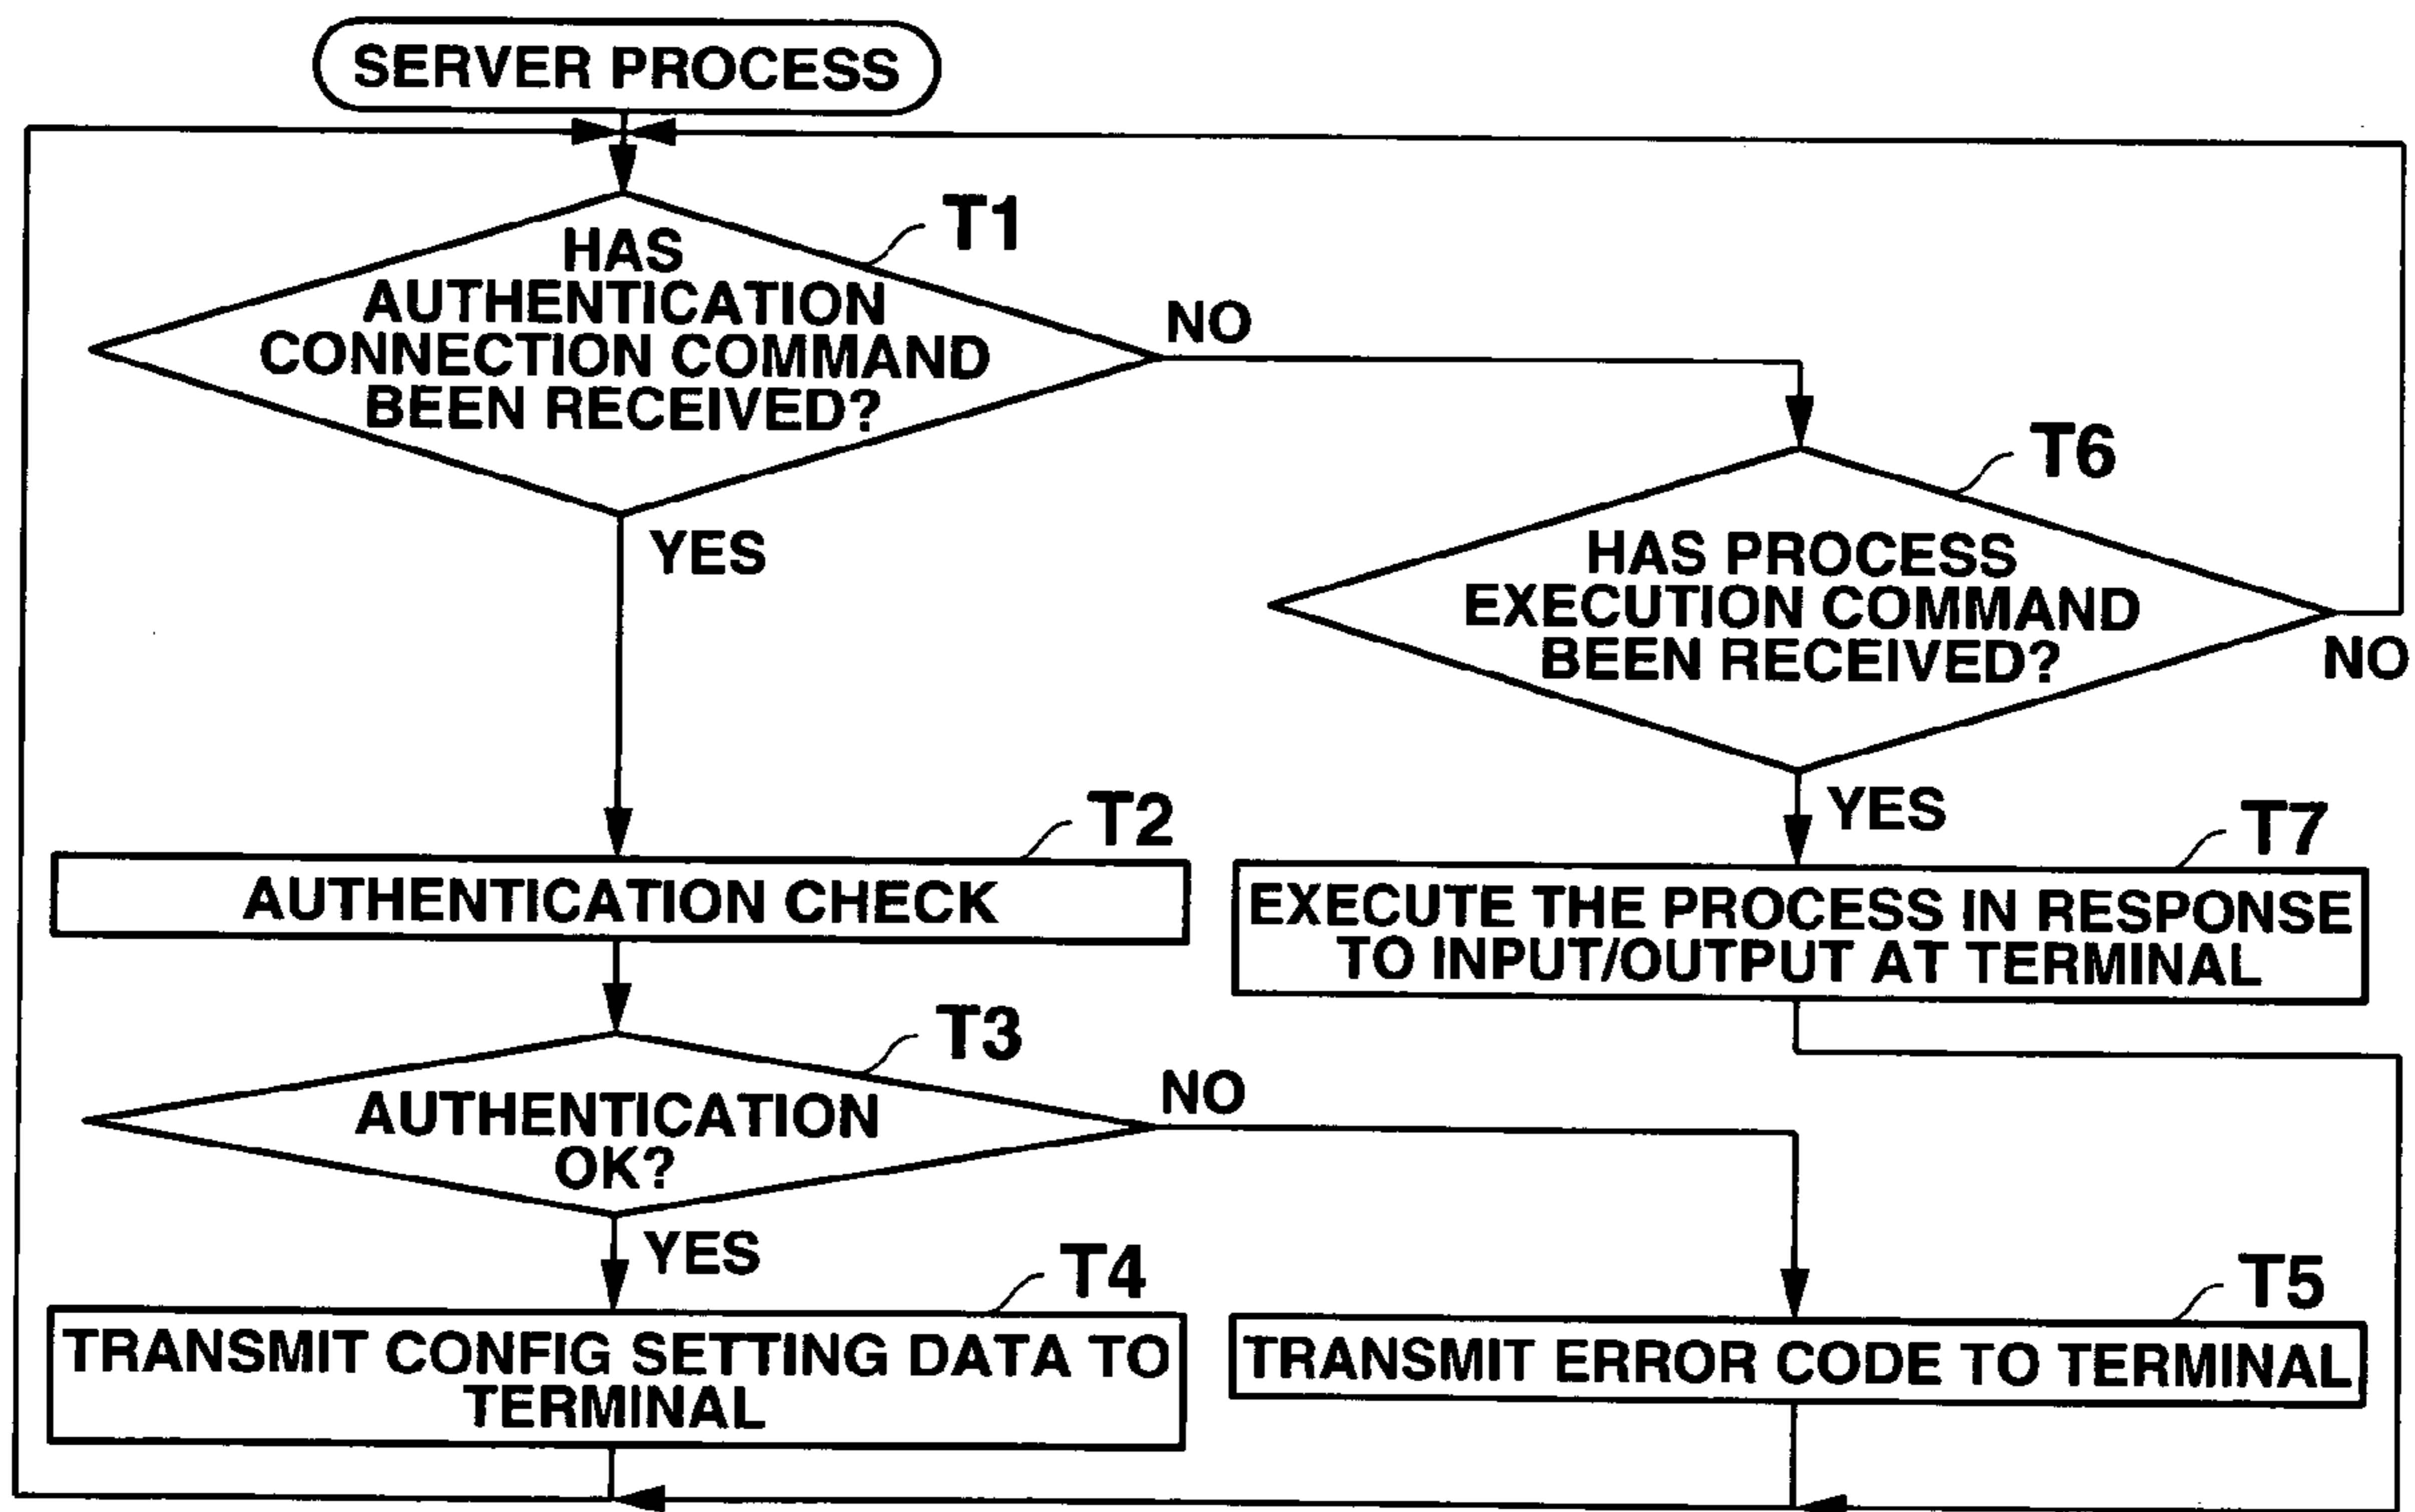 SERVER PROCESS
T1
HAS
AUTHENTICATION
CONNECTION COMMAND
BEEN RECEIVED?
NO
YES
T6
HAS PROCESS
EXECUTION COMMAND
BEEN RECEIVED?
NO
YES
T2
AUTHENTICATION CHECK
T7
EXECUTE THE PROCESS IN RESPONSE
TO INPUT/OUTPUT AT TERMINAL
T3
AUTHENTICATION
OK?
NO
YES
T4
TRANSMIT CONFIG SETTING DATA TO
TERMINAL
T5
TRANSMIT ERROR CODE TO TERMINAL